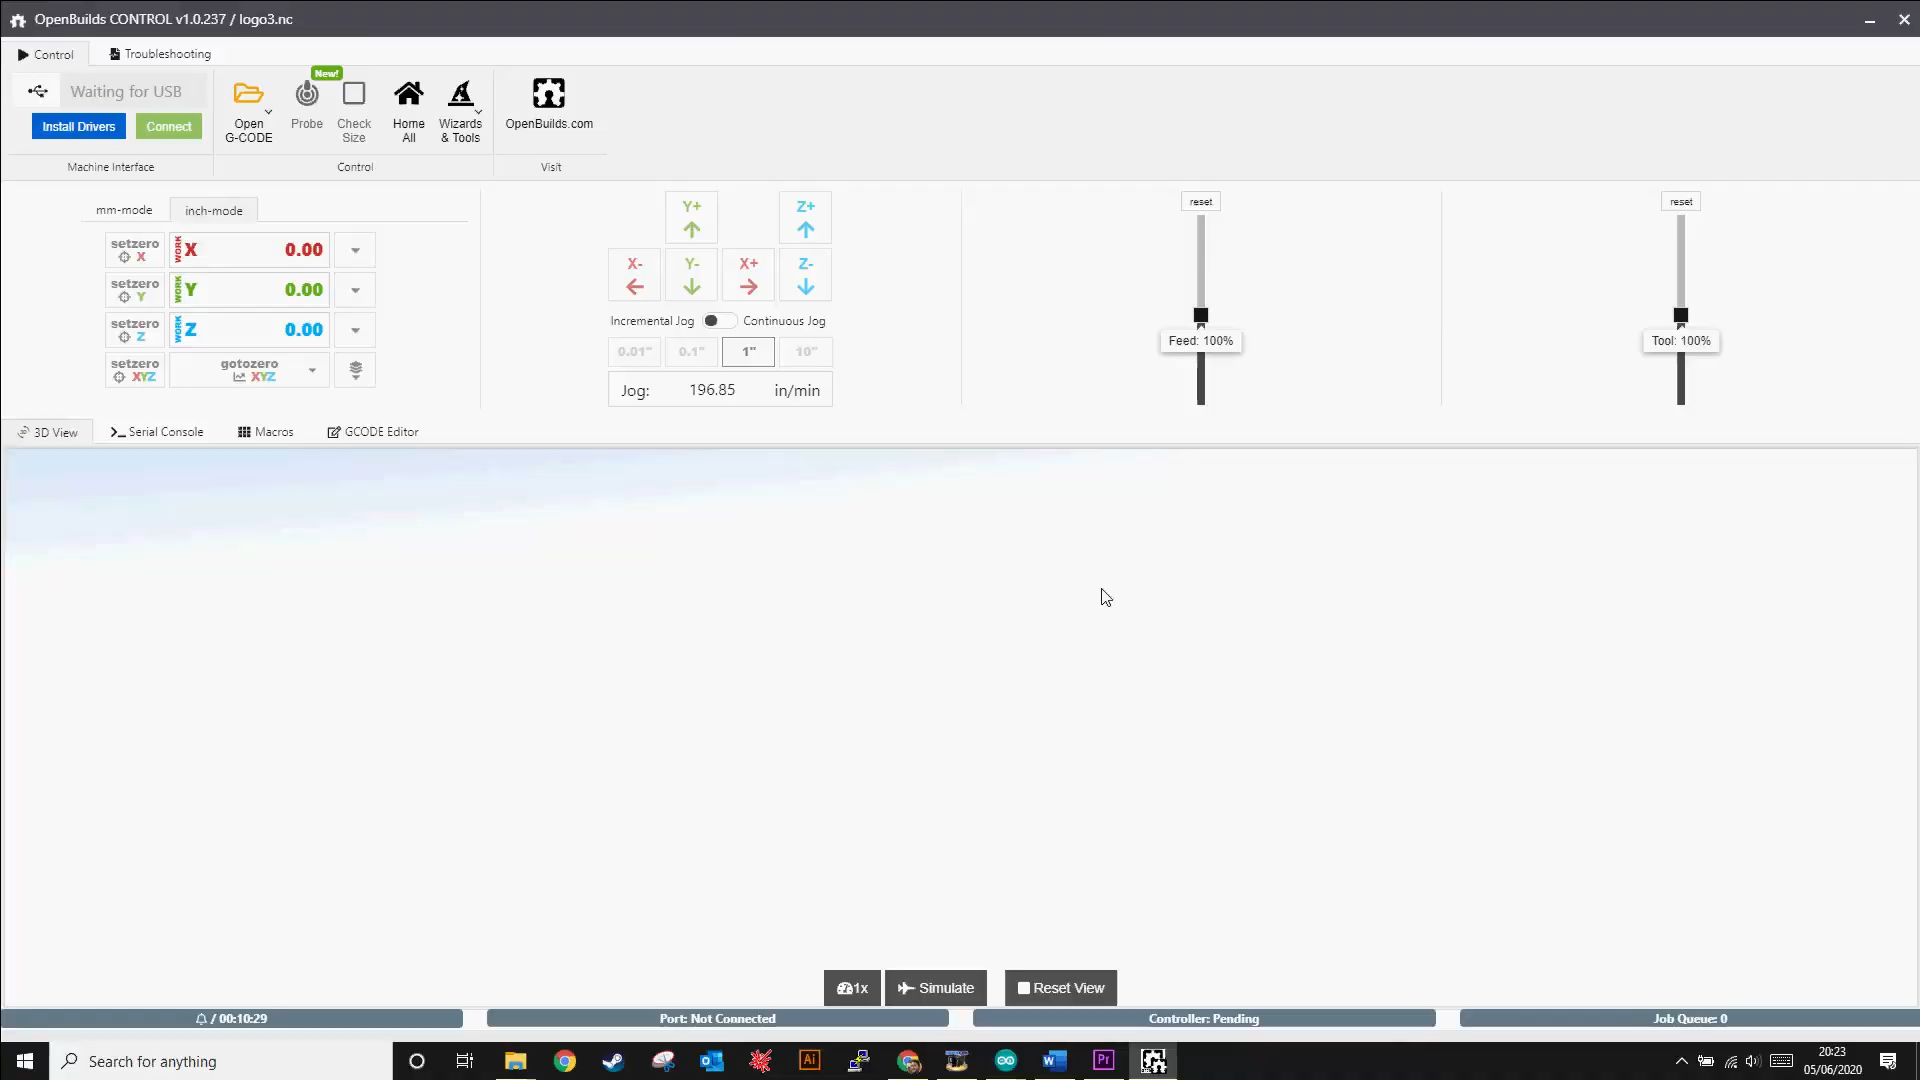 OpenBuilds CONTROL v1.0.237 / logo3.nc
Control
Troubleshooting
Waiting for USB
Install Drivers
Connect
Machine Interface
New!
Open
G-CODE
Probe
Check
Size
Home
All
Wizards
& Tools
Control
OpenBuilds.com
Visit
mm-mode
inch-mode
setzero
X
WORK
X
0.00
setzero
Y
WORK
Y
0.00
setzero
Z
WORK
Z
0.00
setzero
XYZ
gotozero
XYZ
Y+
Z+
X-
Y-
X+
Z-
Incremental Jog
Continuous Jog
0.01"
0.1"
1"
10"
Jog: 196.85 in/min
reset
Feed: 100%
reset
Tool: 100%
3D View
Serial Console
Macros
GCODE Editor
1x
Simulate
Reset View
/ 00:10:29
Port: Not Connected
Controller: Pending
Job Queue: 0
Search for anything
20:23
05/06/2020